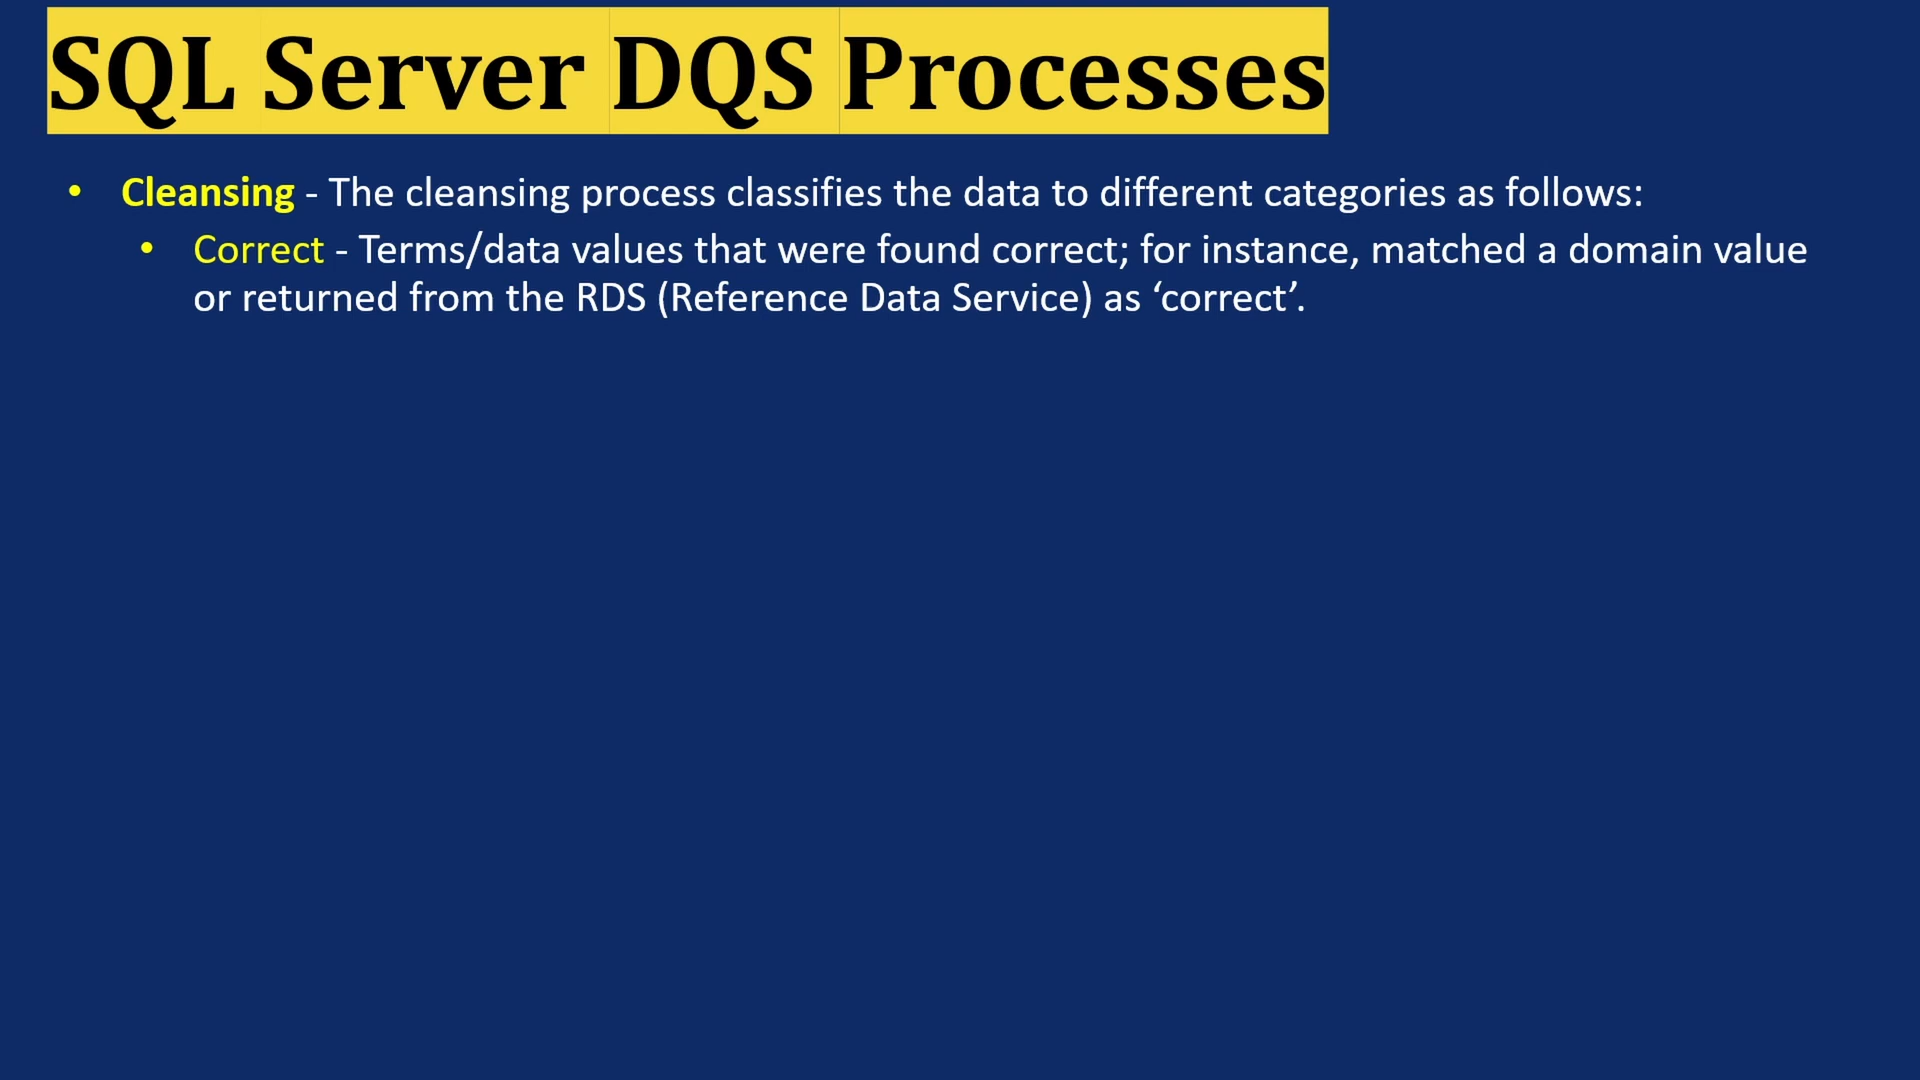 SQL Server DQS Processes
• Cleansing - The cleansing process classifies the data to different categories as follows:
• Correct - Terms/data values that were found correct; for instance, matched a domain value
or returned from the RDS (Reference Data Service) as ‘correct’.